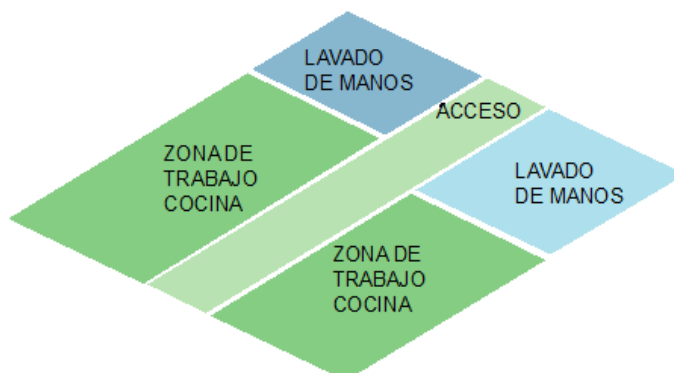 LAVADO
DE MANOS
ACCESO
ZONA DE
TRABAJO
COCINA
LAVADO
DE MANOS
ZONA DE
TRABAJO
COCINA